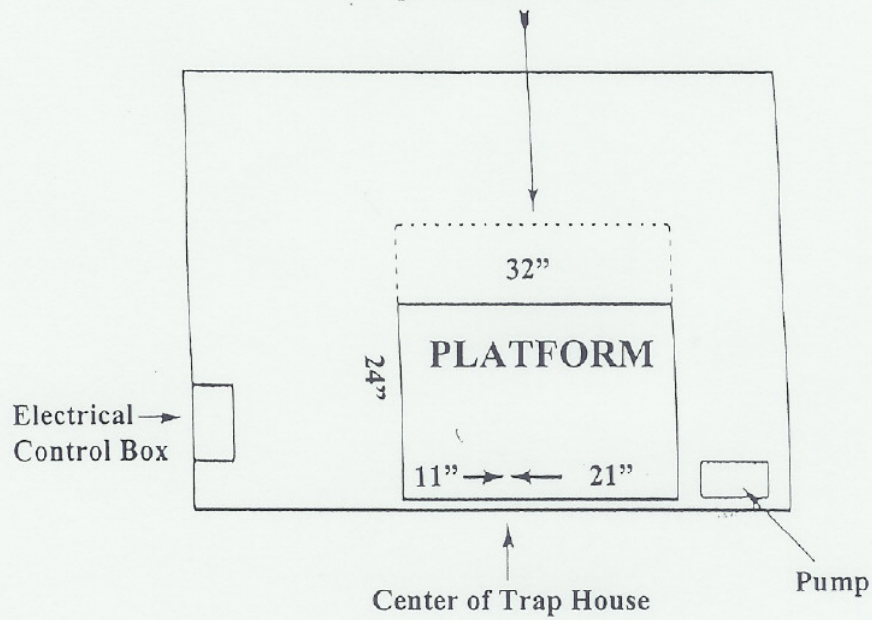 32”
PLATFORM
24”
Electrical
Control Box
11” 21”
Pump
Center of Trap House